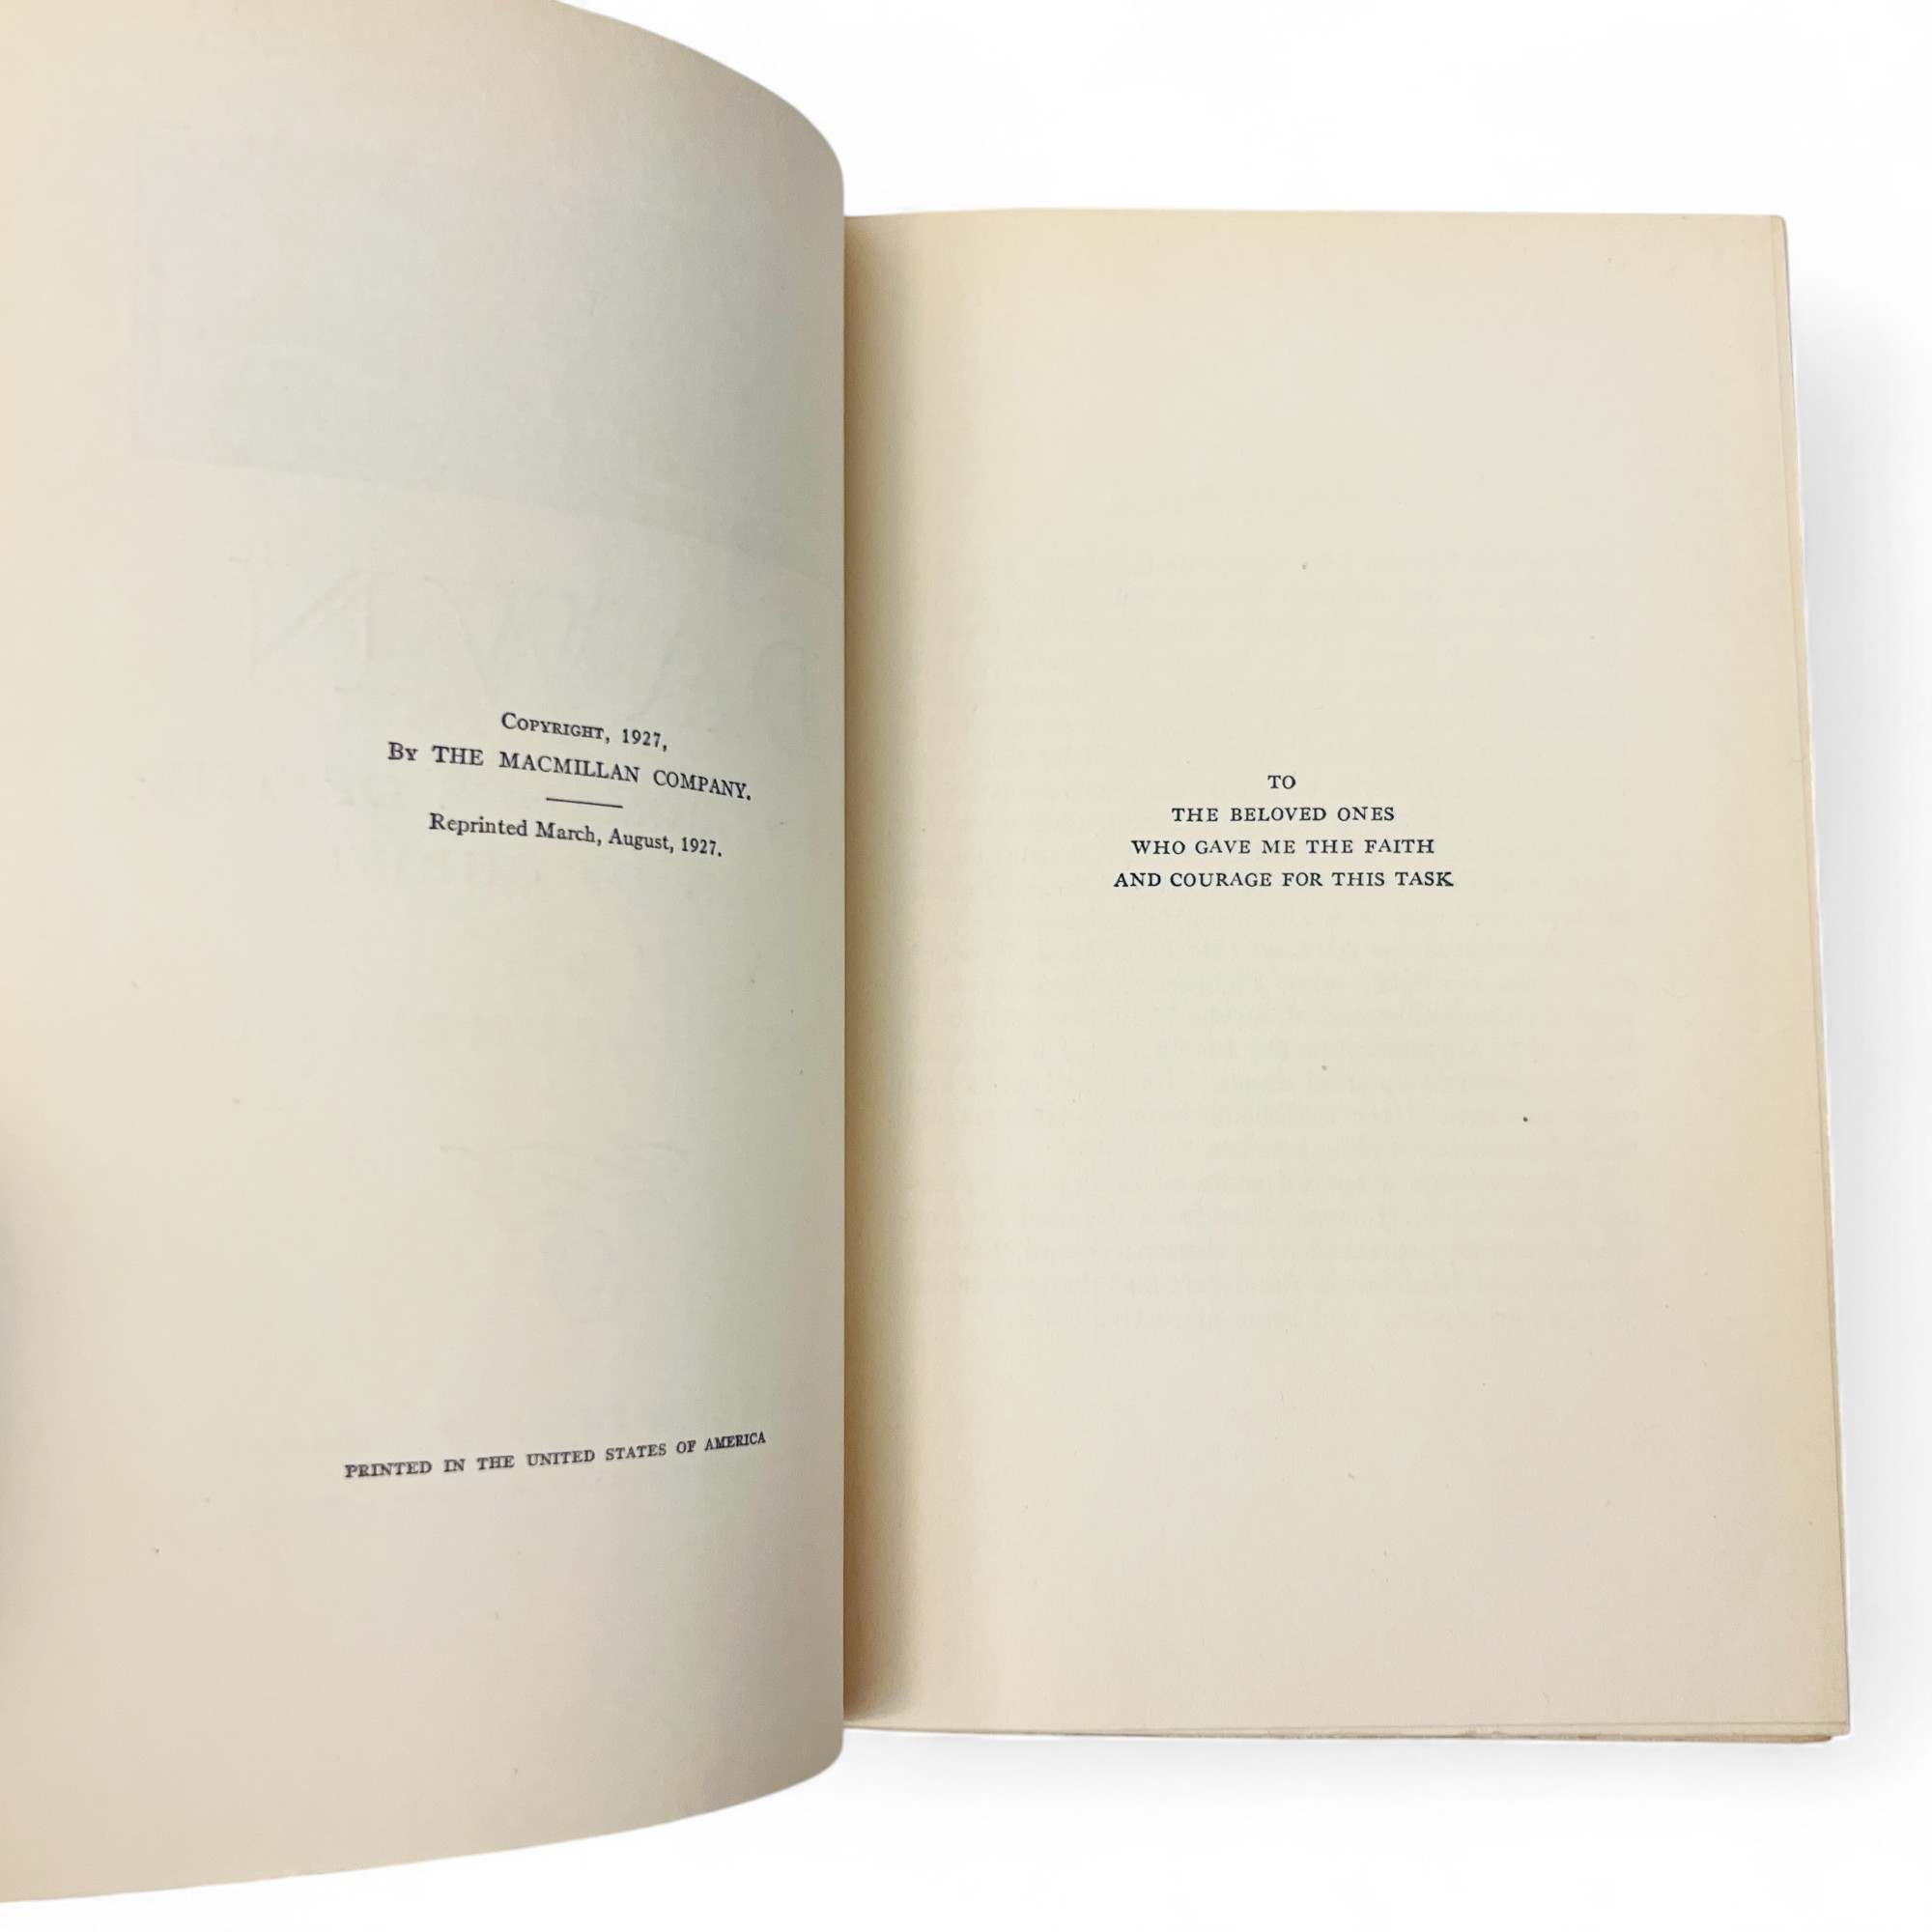 COPYRIGHT, 1927,
BY THE MACMILLAN COMPANY.
Reprinted March, August, 1927.
PRINTED IN THE UNITED STATES OF AMERICA
TO
THE BELOVED ONES
WHO GAVE ME THE FAITH
AND COURAGE FOR THIS TASK